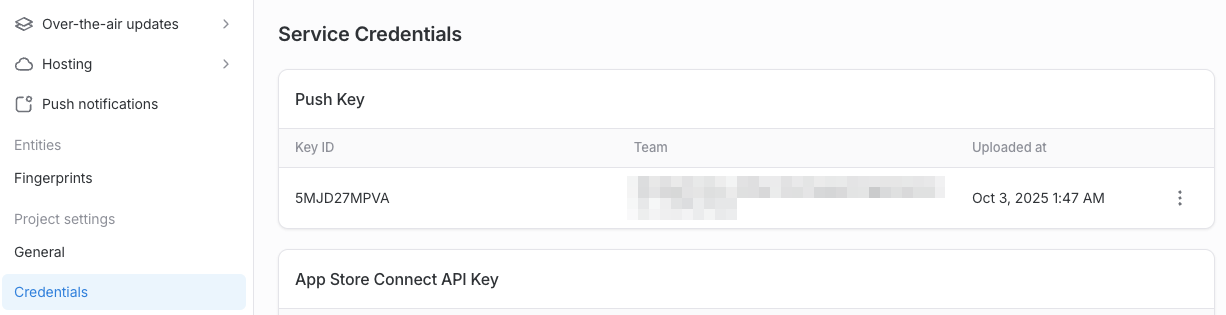 Over-the-air updates
Hosting
Push notifications
Entities
Fingerprints
Project settings
General
Credentials
Service Credentials
Push Key
Key ID Team Uploaded at
5MJD27MPVA Oct 3, 2025 1:47 AM
App Store Connect API Key